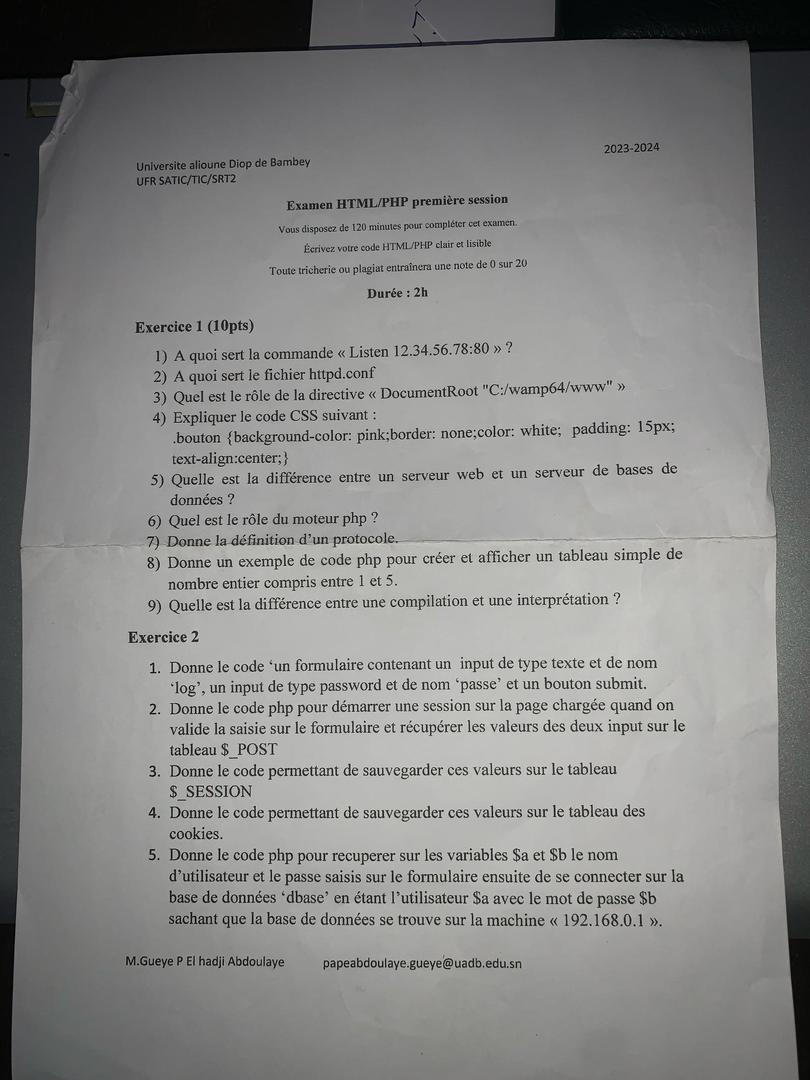 2023-2024
Universite alioune Diop de Bambey
UFR SATIC/TIC/SRT2
Examen HTML/PHP première session
Vous disposez de 120 minutes pour compléter cet examen.
Écrivez votre code HTML/PHP clair et lisible
Toute tricherie ou plagiat entraînera une note de 0 sur 20
Durée : 2h
Exercice 1 (10pts)
1) A quoi sert la commande « Listen 12.34.56.78:80 » ?
2) A quoi sert le fichier httpd.conf
3) Quel est le rôle de la directive « DocumentRoot "C:/wamp64/www" »
4) Expliquer le code CSS suivant :
.bouton {background-color: pink;border: none;color: white; padding: 15px;
text-align:center;}
5) Quelle est la différence entre un serveur web et un serveur de bases de
données ?
6) Quel est le rôle du moteur php ?
7) Donne la définition d'un protocole.
8) Donne un exemple de code php pour créer et afficher un tableau simple de
nombre entier compris entre 1 et 5.
9) Quelle est la différence entre une compilation et une interprétation ?
Exercice 2
1. Donne le code ‘un formulaire contenant un input de type texte et de nom
‘log’, un input de type password et de nom ‘passe’ et un bouton submit.
2. Donne le code php pour démarrer une session sur la page chargée quand on
valide la saisie sur le formulaire et récupérer les valeurs des deux input sur le
tableau $_POST
3. Donne le code permettant de sauvegarder ces valeurs sur le tableau
$_SESSION
4. Donne le code permettant de sauvegarder ces valeurs sur le tableau des
cookies.
5. Donne le code php pour recuperer sur les variables $a et $b le nom
d’utilisateur et le passe saisis sur le formulaire ensuite de se connecter sur la
base de données ‘dbase’ en étant l’utilisateur $a avec le mot de passe $b
sachant que la base de données se trouve sur la machine « 192.168.0.1 ».
M.Gueye P El hadji Abdoulaye papeabdoulaye.gueye@uadb.edu.sn